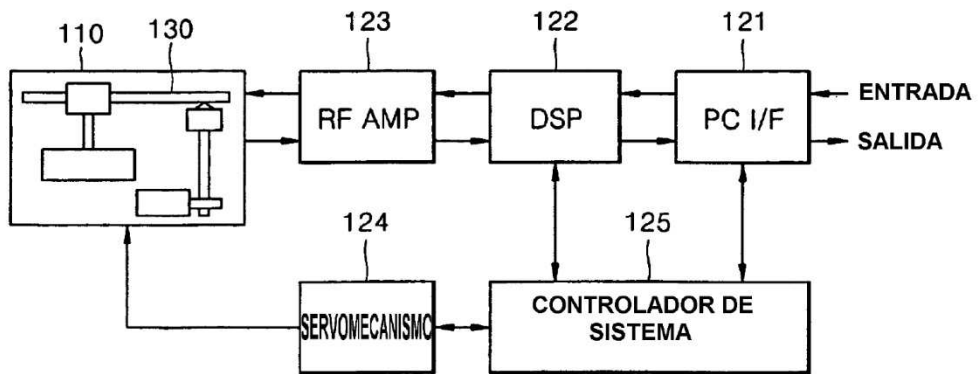 110 130 123 122 121
RF AMP DSP PC I/F ENTRADA
SALIDA
124 125
SERVOMECANISMO CONTROLADOR DE
SISTEMA